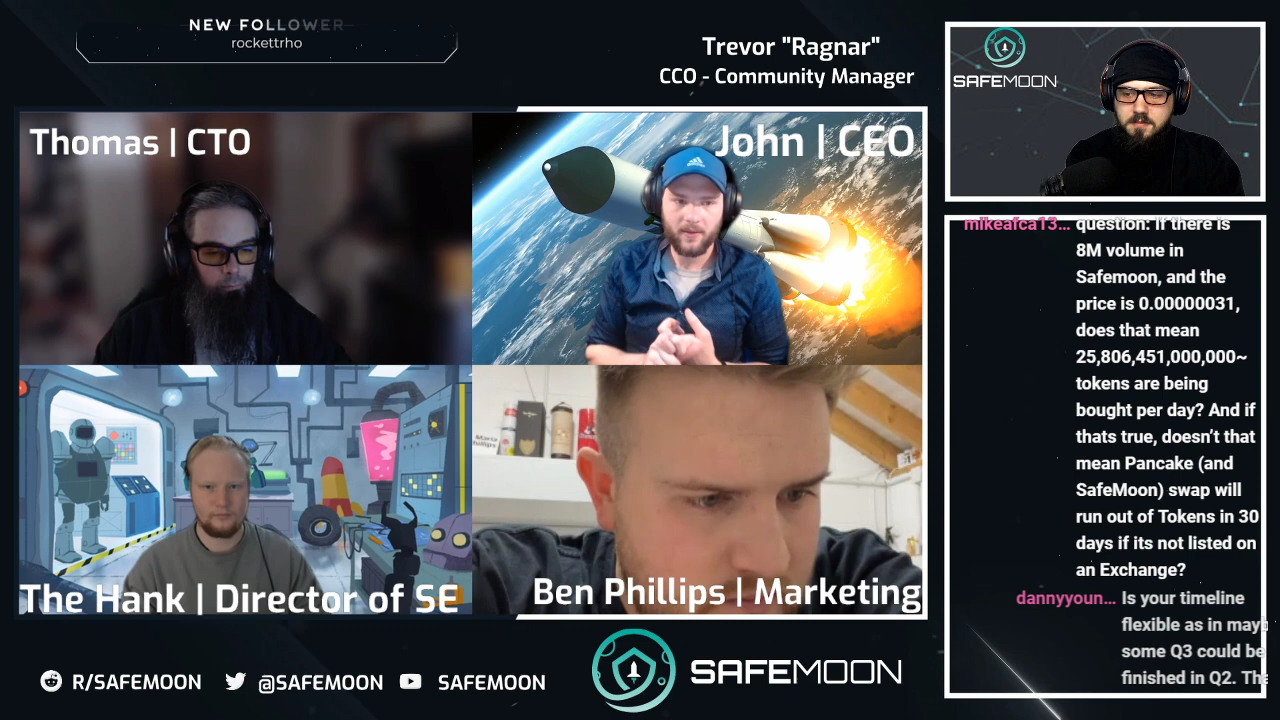 NEW FOLLOWER
rockettrho
Trevor "Ragnar"
CCO - Community Manager
SAFEMOON
Thomas | CTO
John | CEO
The Hank | Director of SE
Maria
Phillips
Ben Phillips | Marketing
mikeafca13... question: If there is
8M volume in
Safemoon, and the
price is 0.00000031,
does that mean
25,806,451,000,000~
tokens are being
bought per day? And if
thats true, doesn't that
mean Pancake (and
SafeMoon) swap will
run out of Tokens in 30
days if its not listed on
an Exchange?
dannyyoun... Is your timeline
flexible as in maybe
some Q3 could be
finished in Q2.
R/SAFEMOON
@SAFEMOON
SAFEMOON
SAFEMOON